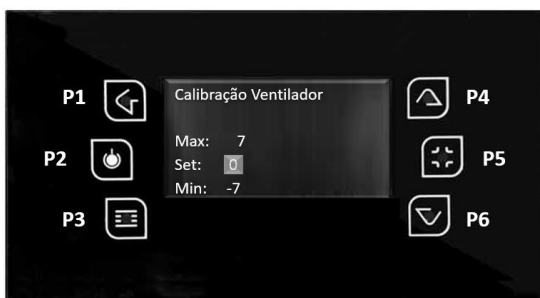 Calibração Ventilador
Max: 7
Set: 0
Min: -7
P1
P2
P3
P4
P5
P6